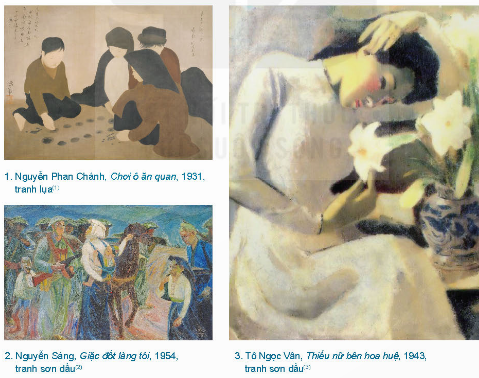 1. Nguyễn Phan Chánh, Chơi ô ăn quan, 1931,
tranh lụa(1)
2. Nguyễn Sáng, Giặc đốt làng tôi, 1954,
tranh sơn dầu(2)
3. Tô Ngọc Vân, Thiếu nữ bên hoa huệ, 1943,
tranh sơn dầu(3)